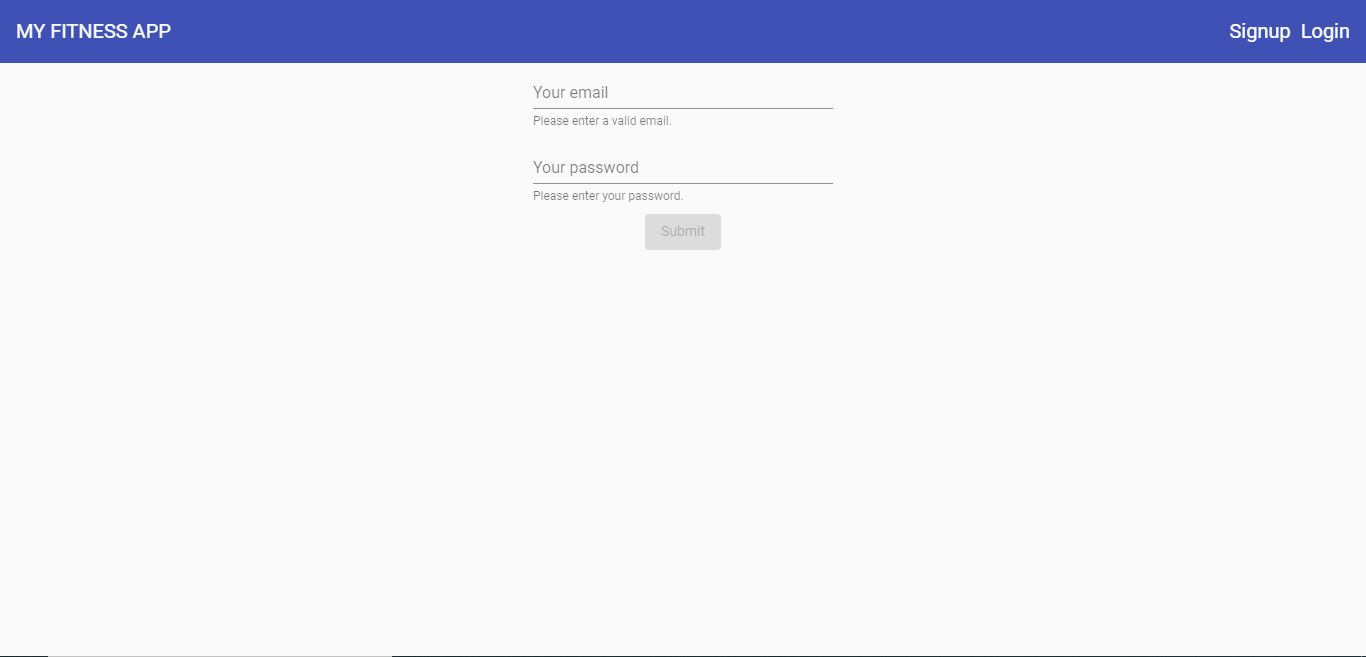 MY FITNESS APP
Signup Login
Your email
Please enter a valid email.
Your password
Please enter your password.
Submit